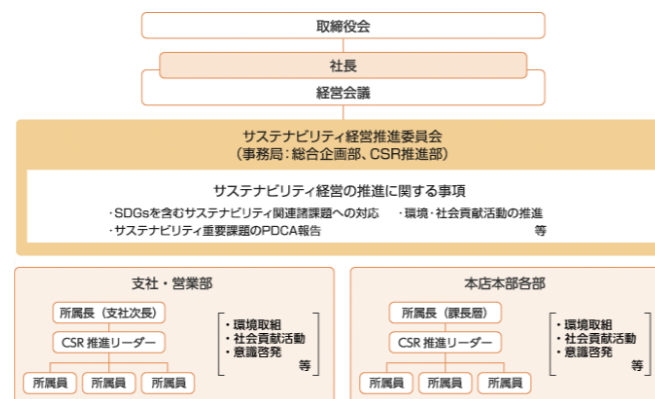 取締役会
社長
経営会議
サステナビリティ経営推進委員会
(事務局:総合企画部、CSR推進部)
サステナビリティ経営の推進に関する事項
・SDGsを含むサステナビリティ関連諸課題への対応 ・環境・社会貢献活動の推進
・サステナビリティ重要課題のPDCA報告 等
支社・営業部
所属長(支社次長)
CSR推進リーダー
所属員 所属員 所属員
・環境取組
・社会貢献活動
・意識啓発
等
本店本部各部
所属長(課長層)
CSR推進リーダー
所属員 所属員 所属員
・環境取組
・社会貢献活動
・意識啓発
等